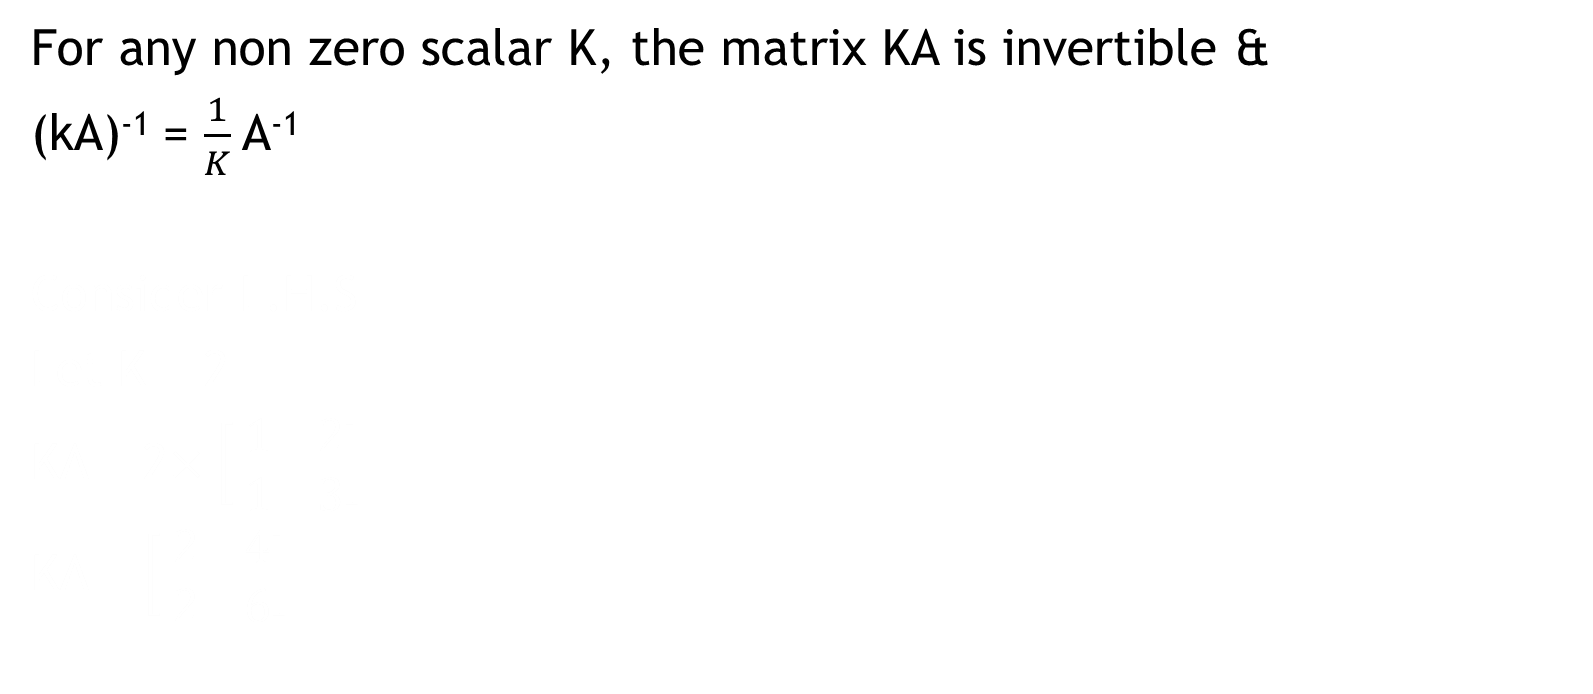 For any non zero scalar K, the matrix KA is invertible &
(kA)⁻¹ = 1/K A⁻¹